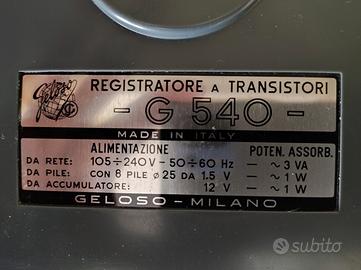 Geloso
REGISTRATORE A TRANSISTORI
- G 540 -
MADE IN ITALY
ALIMENTAZIONE POTEN. ASSORB.
DA RETE: 105÷240V - 50÷60 Hz — ~ 3 VA
DA PILE: CON 8 PILE ø 25 DA 1.5 V — ~ 1 W
DA ACCUMULATORE: 12 V — ~ 1 W
GELOSO - MILANO
subito